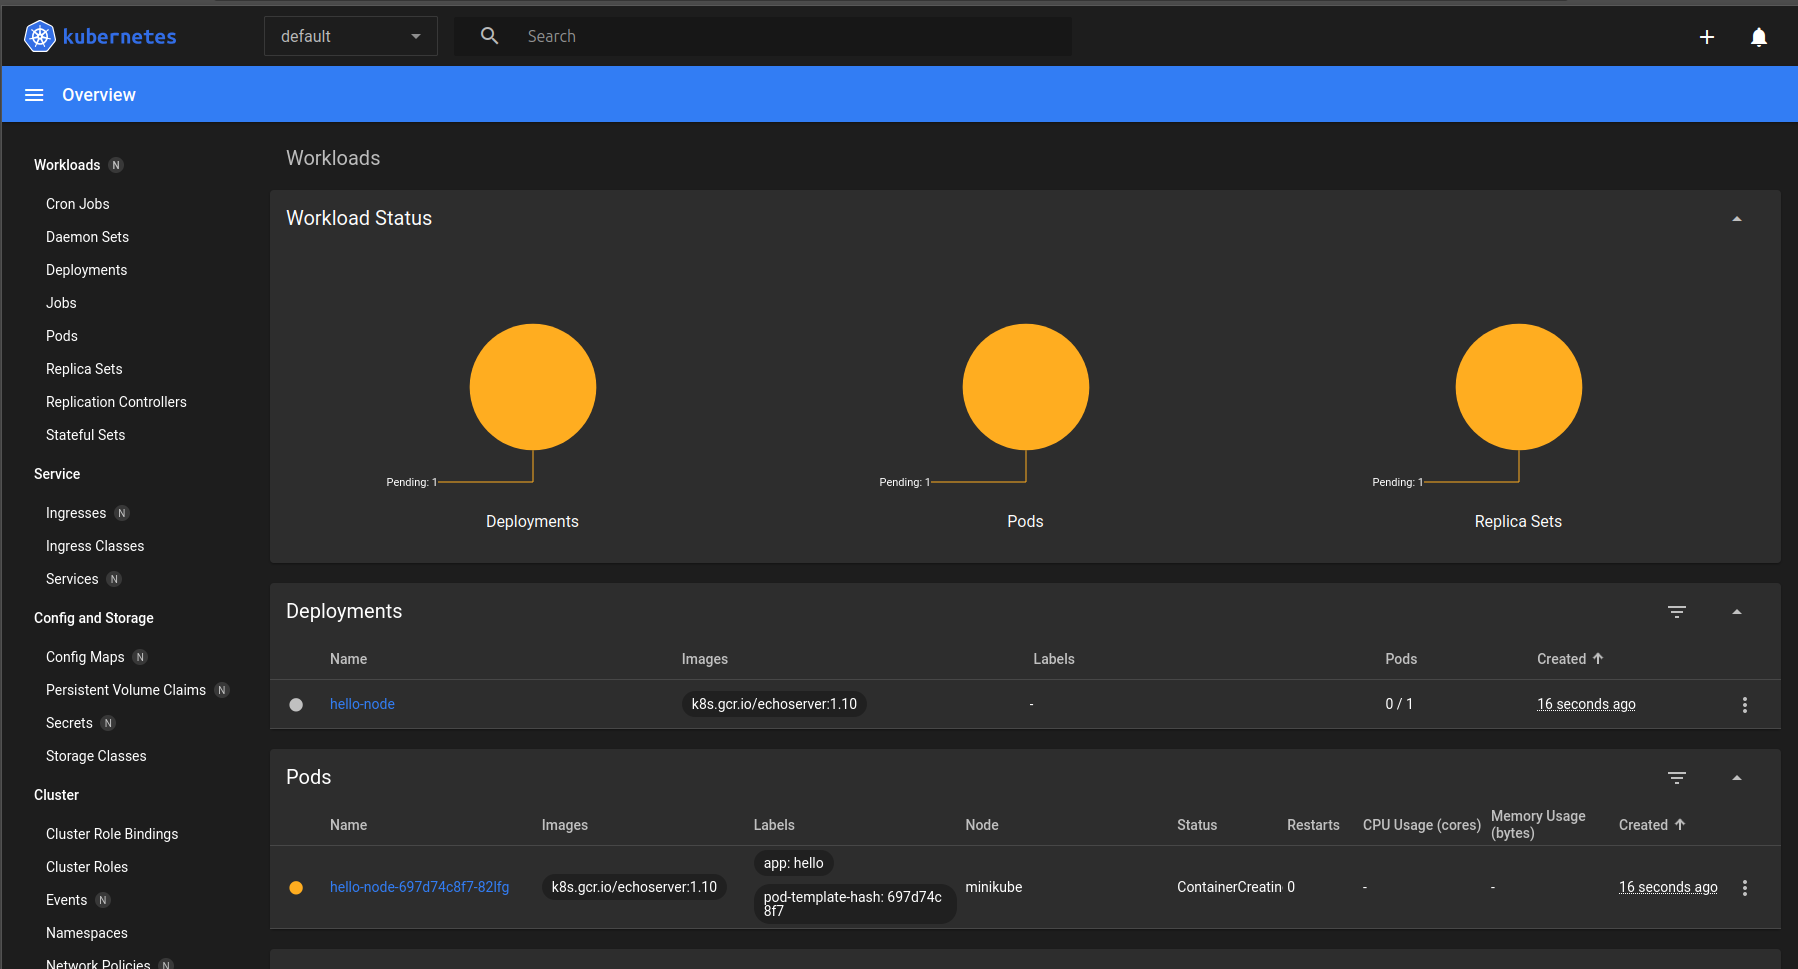 kubernetes
default
Search
Overview
Workloads N
Cron Jobs
Daemon Sets
Deployments
Jobs
Pods
Replica Sets
Replication Controllers
Stateful Sets
Service
Ingresses N
Ingress Classes
Services N
Config and Storage
Config Maps N
Persistent Volume Claims N
Secrets N
Storage Classes
Cluster
Cluster Role Bindings
Cluster Roles
Events N
Namespaces
Network Policies N
Workloads
Workload Status
Pending: 1
Deployments
Pending: 1
Pods
Pending: 1
Replica Sets
Deployments
Name Images Labels Pods Created
hello-node k8s.gcr.io/echoserver:1.10 - 0 / 1 16 seconds ago
Pods
Name Images Labels Node Status Restarts CPU Usage (cores) Memory Usage
(bytes) Created
hello-node-697d74c8f7-82lfg k8s.gcr.io/echoserver:1.10
app: hello
pod-template-hash: 697d74c
8f7
minikube ContainerCreatin 0 - - 16 seconds ago